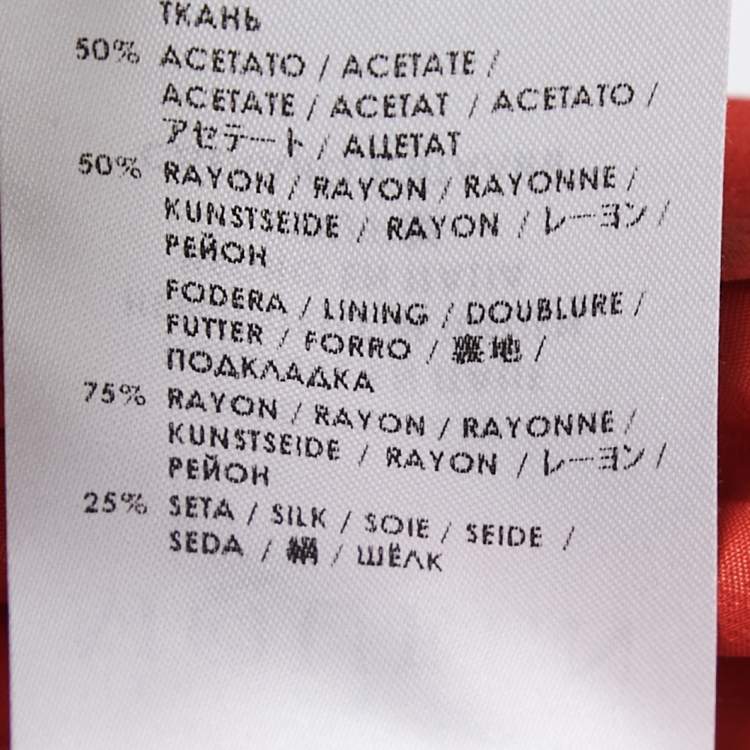 ТКАНЬ
50% ACETATO / ACETATE /
ACETATE / ACETAT / ACETATO /
アセテート / АЦЕТАТ
50% RAYON / RAYON / RAYONNE /
KUNSTSEIDE / RAYON / レーヨン /
РЕЙОН
FODERA / LINING / DOUBLURE /
FUTTER / FORRO / 裏地 /
ПОДКЛАДКА
75% RAYON / RAYON / RAYONNE /
KUNSTSEIDE / RAYON / レーヨン /
РЕЙОН
25% SETA / SILK / SOIE / SEIDE /
SEDA / 絹 / ШЁЛК